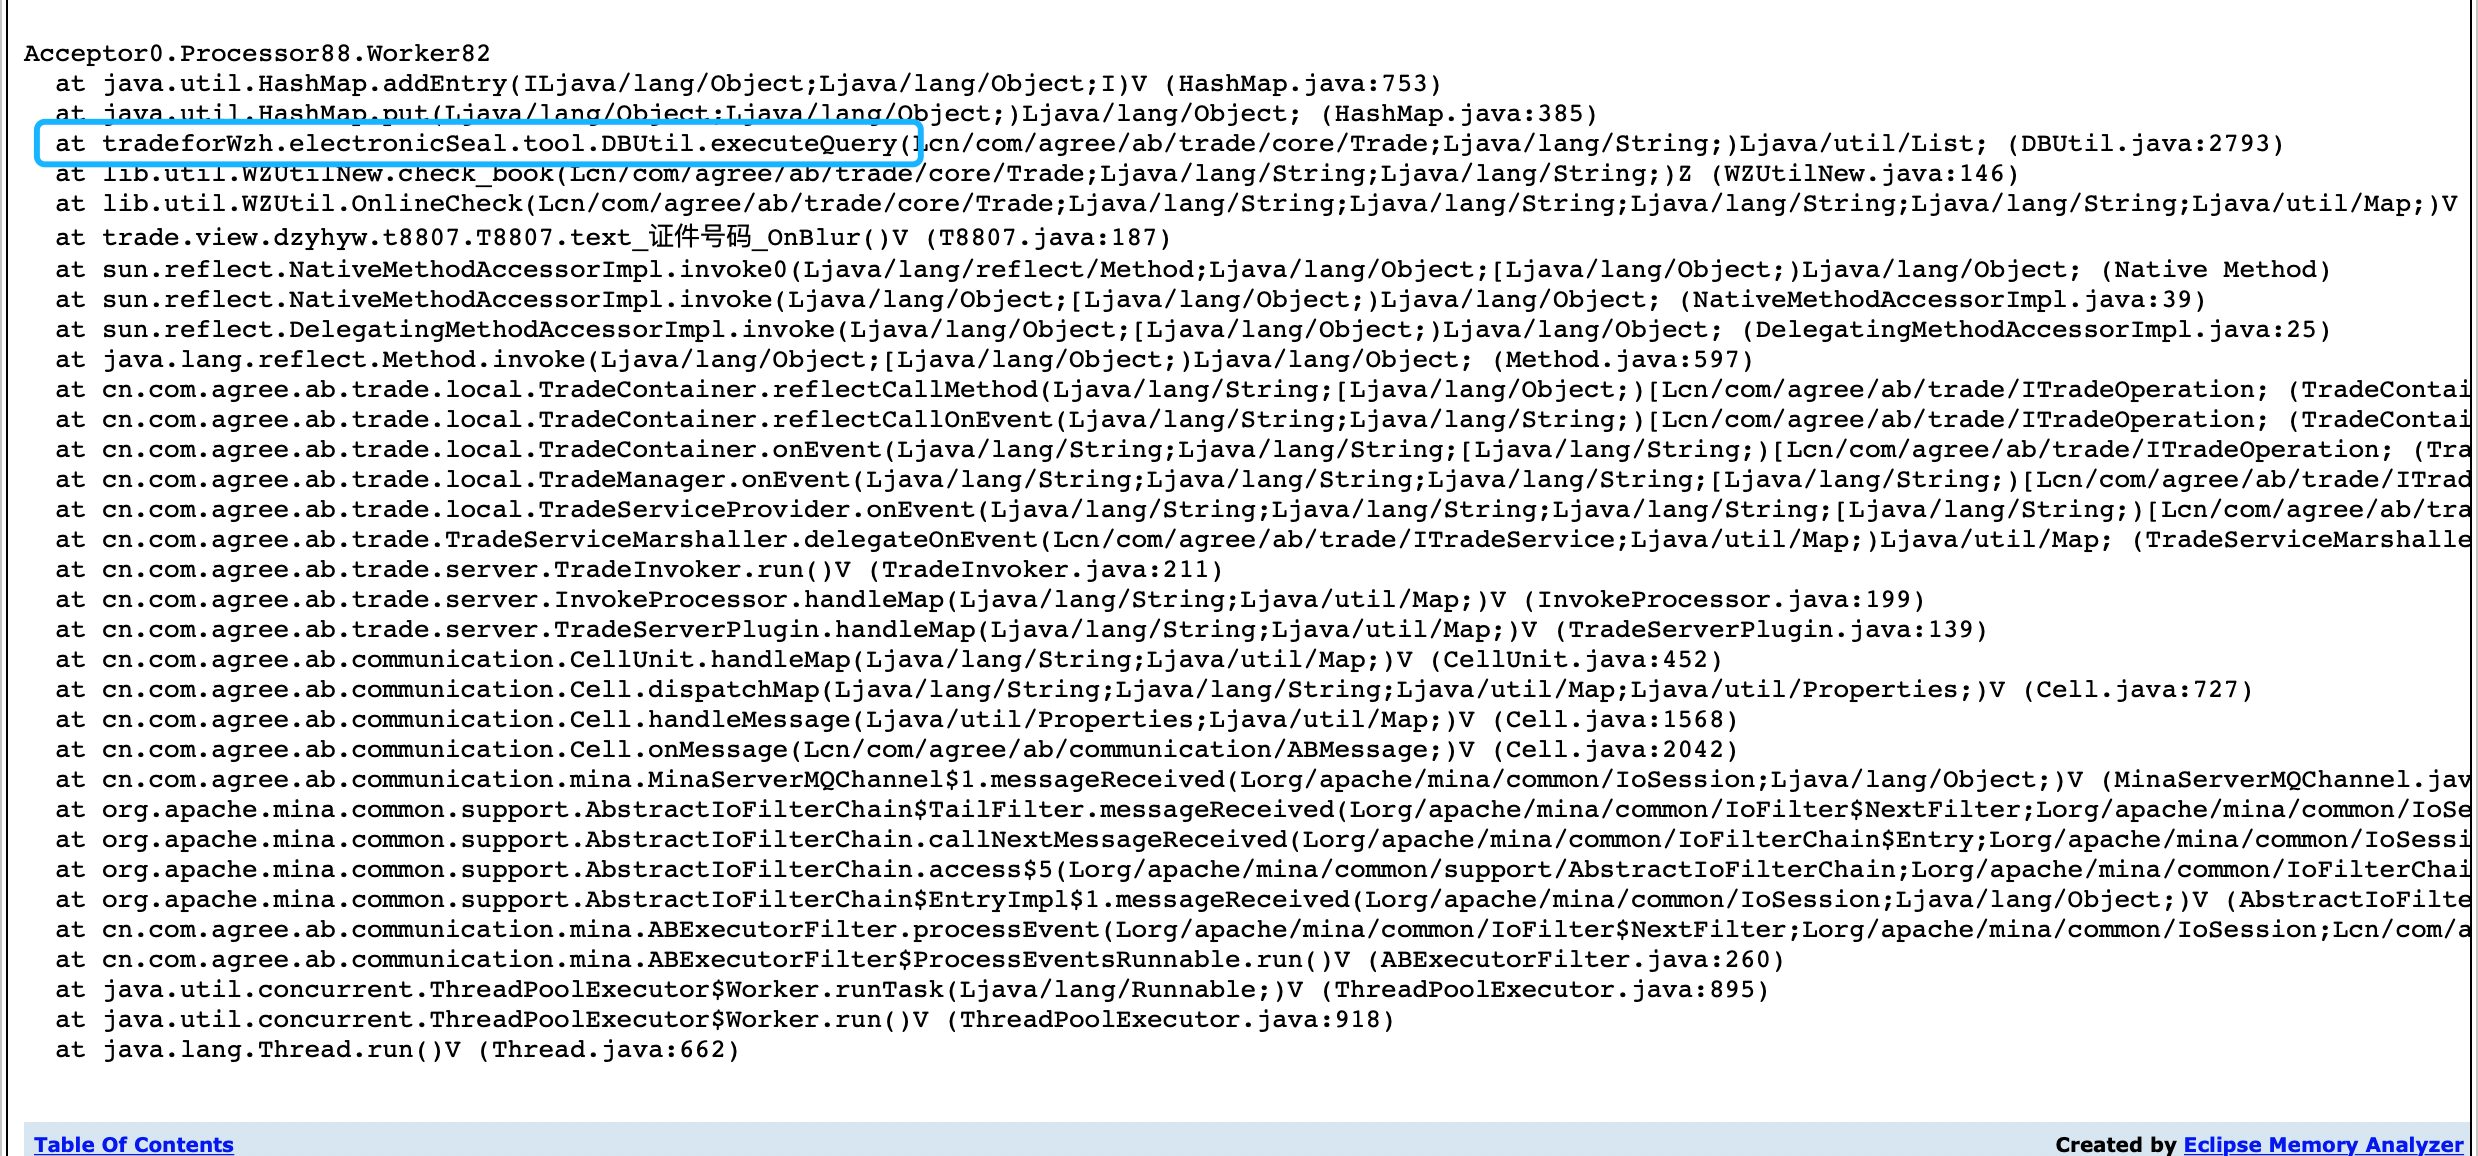 Acceptor0.Processor88.Worker82
at java.util.HashMap.addEntry(ILjava/lang/Object;Ljava/lang/Object;I)V (HashMap.java:753)
at java.util.HashMap.put(Ljava/lang/Object;Ljava/lang/Object;)Ljava/lang/Object; (HashMap.java:385)
at tradeforWzh.electronicSeal.tool.DBUtil.executeQuery(Lcn/com/agree/ab/trade/core/Trade;Ljava/lang/String;)Ljava/util/List; (DBUtil.java:2793)
at lib.util.WZUtilNew.check_book(Lcn/com/agree/ab/trade/core/Trade;Ljava/lang/String;Ljava/lang/String;)Z (WZUtilNew.java:146)
at lib.util.WZUtil.OnlineCheck(Lcn/com/agree/ab/trade/core/Trade;Ljava/lang/String;Ljava/lang/String;Ljava/lang/String;Ljava/lang/String;Ljava/util/Map;)V
at trade.view.dzyhyw.t8807.T8807.text_证件号码_OnBlur()V (T8807.java:187)
at sun.reflect.NativeMethodAccessorImpl.invoke0(Ljava/lang/reflect/Method;Ljava/lang/Object;[Ljava/lang/Object;)Ljava/lang/Object; (Native Method)
at sun.reflect.NativeMethodAccessorImpl.invoke(Ljava/lang/Object;[Ljava/lang/Object;)Ljava/lang/Object; (NativeMethodAccessorImpl.java:39)
at sun.reflect.DelegatingMethodAccessorImpl.invoke(Ljava/lang/Object;[Ljava/lang/Object;)Ljava/lang/Object; (DelegatingMethodAccessorImpl.java:25)
at java.lang.reflect.Method.invoke(Ljava/lang/Object;[Ljava/lang/Object;)Ljava/lang/Object; (Method.java:597)
at cn.com.agree.ab.trade.local.TradeContainer.reflectCallMethod(Ljava/lang/String;[Ljava/lang/Object;)[Lcn/com/agree/ab/trade/ITradeOperation; (TradeContai
at cn.com.agree.ab.trade.local.TradeContainer.reflectCallOnEvent(Ljava/lang/String;Ljava/lang/String;)[Lcn/com/agree/ab/trade/ITradeOperation; (TradeContai
at cn.com.agree.ab.trade.local.TradeContainer.onEvent(Ljava/lang/String;Ljava/lang/String;[Ljava/lang/String;)[Lcn/com/agree/ab/trade/ITradeOperation; (Tra
at cn.com.agree.ab.trade.local.TradeManager.onEvent(Ljava/lang/String;Ljava/lang/String;Ljava/lang/String;[Ljava/lang/String;)[Lcn/com/agree/ab/trade/ITrad
at cn.com.agree.ab.trade.local.TradeServiceProvider.onEvent(Ljava/lang/String;Ljava/lang/String;Ljava/lang/String;[Ljava/lang/String;)[Lcn/com/agree/ab/tra
at cn.com.agree.ab.trade.TradeServiceMarshaller.delegateOnEvent(Lcn/com/agree/ab/trade/ITradeService;Ljava/util/Map;)Ljava/util/Map; (TradeServiceMarshalle
at cn.com.agree.ab.trade.server.TradeInvoker.run()V (TradeInvoker.java:211)
at cn.com.agree.ab.trade.server.InvokeProcessor.handleMap(Ljava/lang/String;Ljava/util/Map;)V (InvokeProcessor.java:199)
at cn.com.agree.ab.trade.server.TradeServerPlugin.handleMap(Ljava/lang/String;Ljava/util/Map;)V (TradeServerPlugin.java:139)
at cn.com.agree.ab.communication.CellUnit.handleMap(Ljava/lang/String;Ljava/util/Map;)V (CellUnit.java:452)
at cn.com.agree.ab.communication.Cell.dispatchMap(Ljava/lang/String;Ljava/lang/String;Ljava/util/Map;Ljava/util/Properties;)V (Cell.java:727)
at cn.com.agree.ab.communication.Cell.handleMessage(Ljava/util/Properties;Ljava/util/Map;)V (Cell.java:1568)
at cn.com.agree.ab.communication.Cell.onMessage(Lcn/com/agree/ab/communication/ABMessage;)V (Cell.java:2042)
at cn.com.agree.ab.communication.mina.MinaServerMQChannel$1.messageReceived(Lorg/apache/mina/common/IoSession;Ljava/lang/Object;)V (MinaServerMQChannel.jav
at org.apache.mina.common.support.AbstractIoFilterChain$TailFilter.messageReceived(Lorg/apache/mina/common/IoFilter$NextFilter;Lorg/apache/mina/common/IoSe
at org.apache.mina.common.support.AbstractIoFilterChain.callNextMessageReceived(Lorg/apache/mina/common/IoFilterChain$Entry;Lorg/apache/mina/common/IoSessi
at org.apache.mina.common.support.AbstractIoFilterChain.access$5(Lorg/apache/mina/common/support/AbstractIoFilterChain;Lorg/apache/mina/common/IoFilterChai
at org.apache.mina.common.support.AbstractIoFilterChain$EntryImpl$1.messageReceived(Lorg/apache/mina/common/IoSession;Ljava/lang/Object;)V (AbstractIoFilte
at cn.com.agree.ab.communication.mina.ABExecutorFilter.processEvent(Lorg/apache/mina/common/IoFilter$NextFilter;Lorg/apache/mina/common/IoSession;Lcn/com/a
at cn.com.agree.ab.communication.mina.ABExecutorFilter$ProcessEventsRunnable.run()V (ABExecutorFilter.java:260)
at java.util.concurrent.ThreadPoolExecutor$Worker.runTask(Ljava/lang/Runnable;)V (ThreadPoolExecutor.java:895)
at java.util.concurrent.ThreadPoolExecutor$Worker.run()V (ThreadPoolExecutor.java:918)
at java.lang.Thread.run()V (Thread.java:662)
Table Of Contents
Created by Eclipse Memory Analyzer